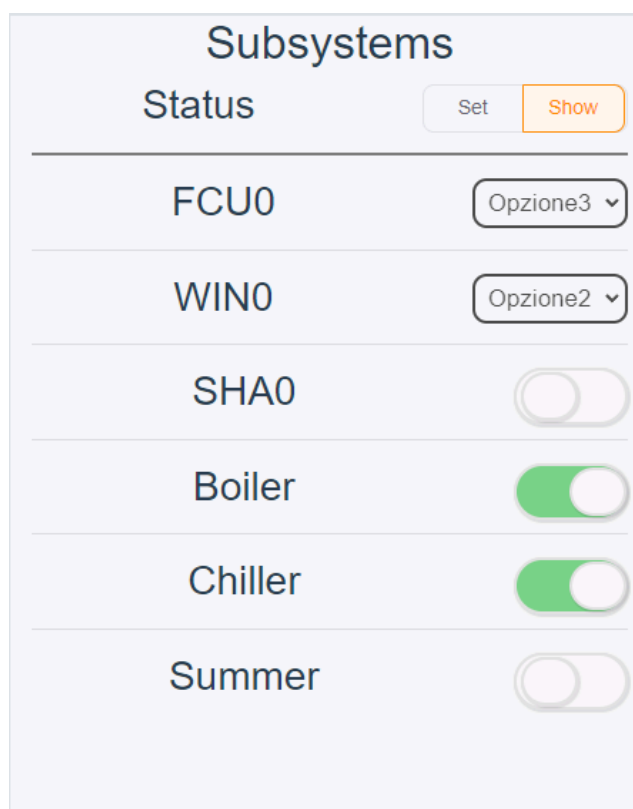 Subsystems
Status Set Show
FCU0 Opzione3
WIN0 Opzione2
SHA0
Boiler
Chiller
Summer